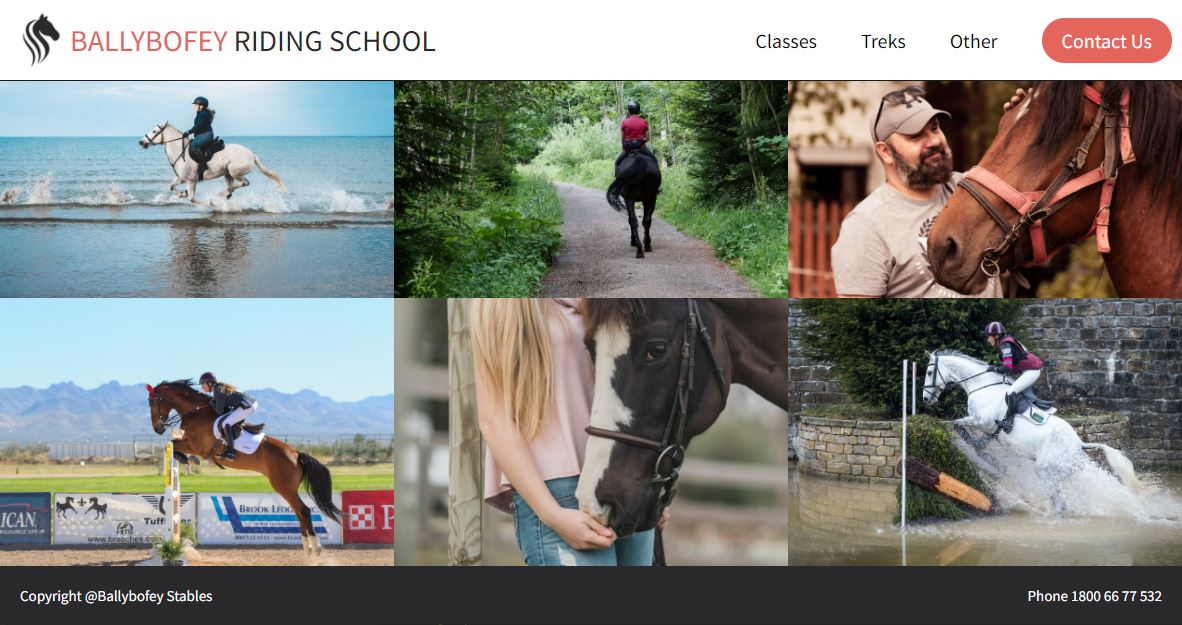 BALLYBOFEY RIDING SCHOOL
Classes Treks Other Contact Us
ICAN
www.breeches.com
BROOK LEDGE
Copyright @Ballybofey Stables Phone 1800 66 77 532